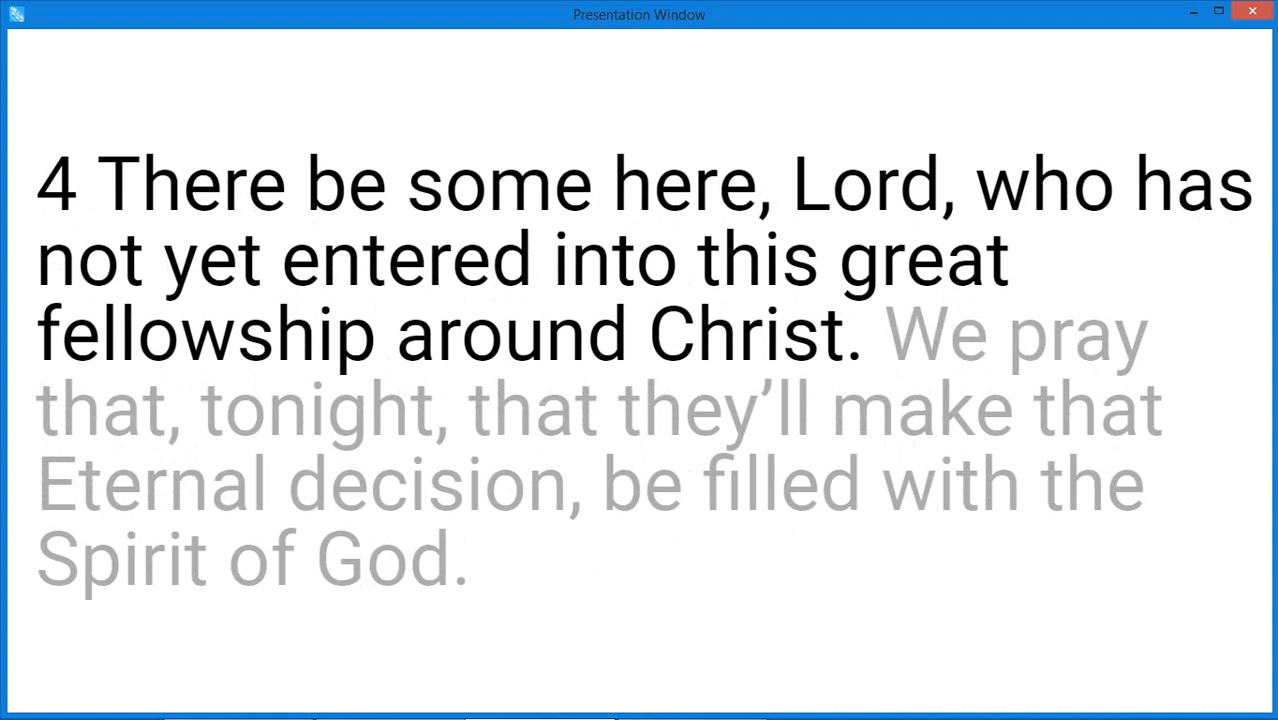 Presentation Window
4 There be some here, Lord, who has
not yet entered into this great
fellowship around Christ. We pray
that, tonight, that they’ll make that
Eternal decision, be filled with the
Spirit of God.